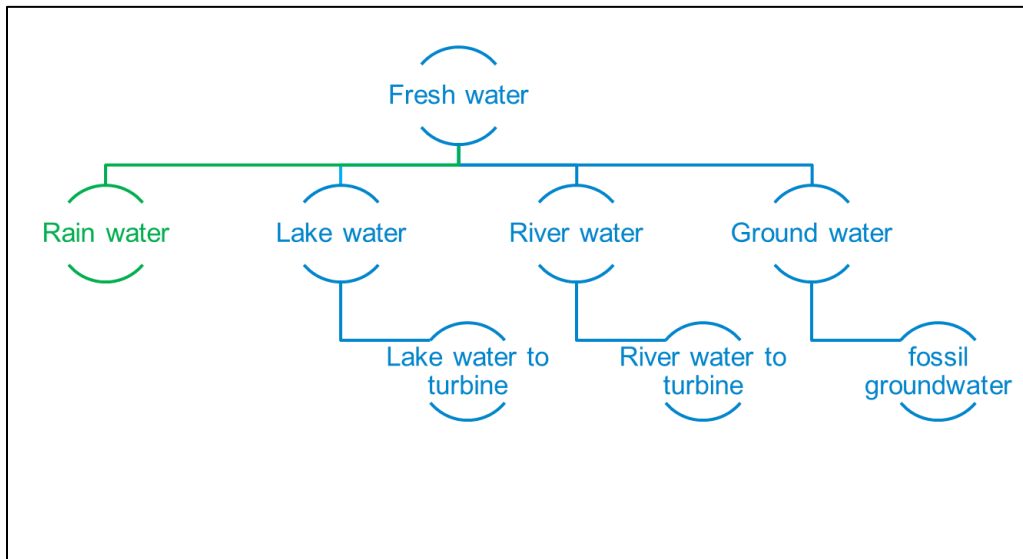 Fresh water
Rain water
Lake water
River water
Ground water
Lake water to
turbine
River water to
turbine
fossil
groundwater